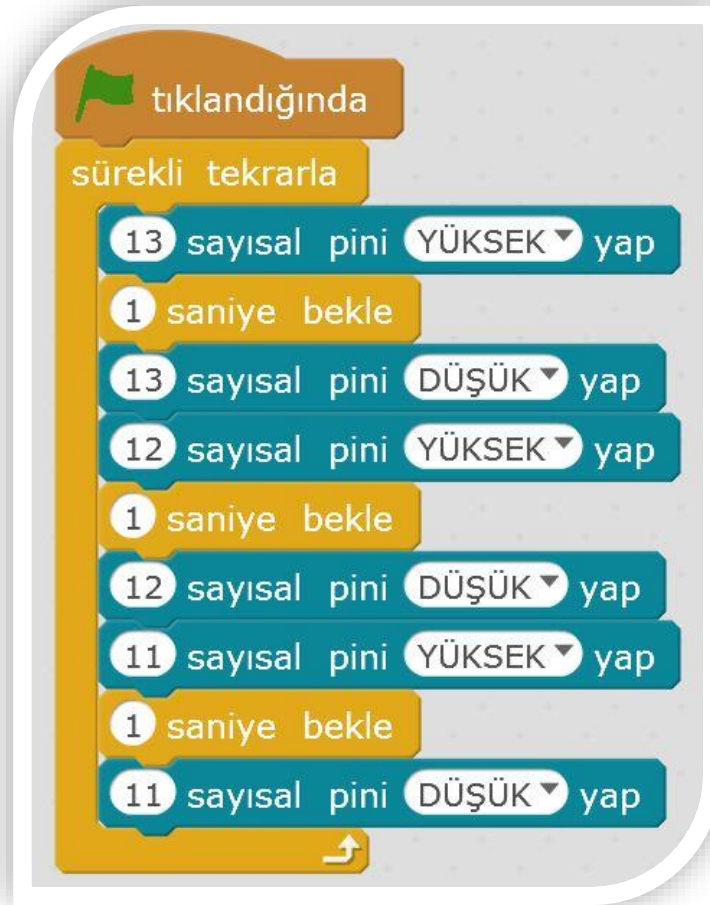 tıklandığında
sürekli tekrarla
13 sayısal pini YÜKSEK yap
1 saniye bekle
13 sayısal pini DÜŞÜK yap
12 sayısal pini YÜKSEK yap
1 saniye bekle
12 sayısal pini DÜŞÜK yap
11 sayısal pini YÜKSEK yap
1 saniye bekle
11 sayısal pini DÜŞÜK yap